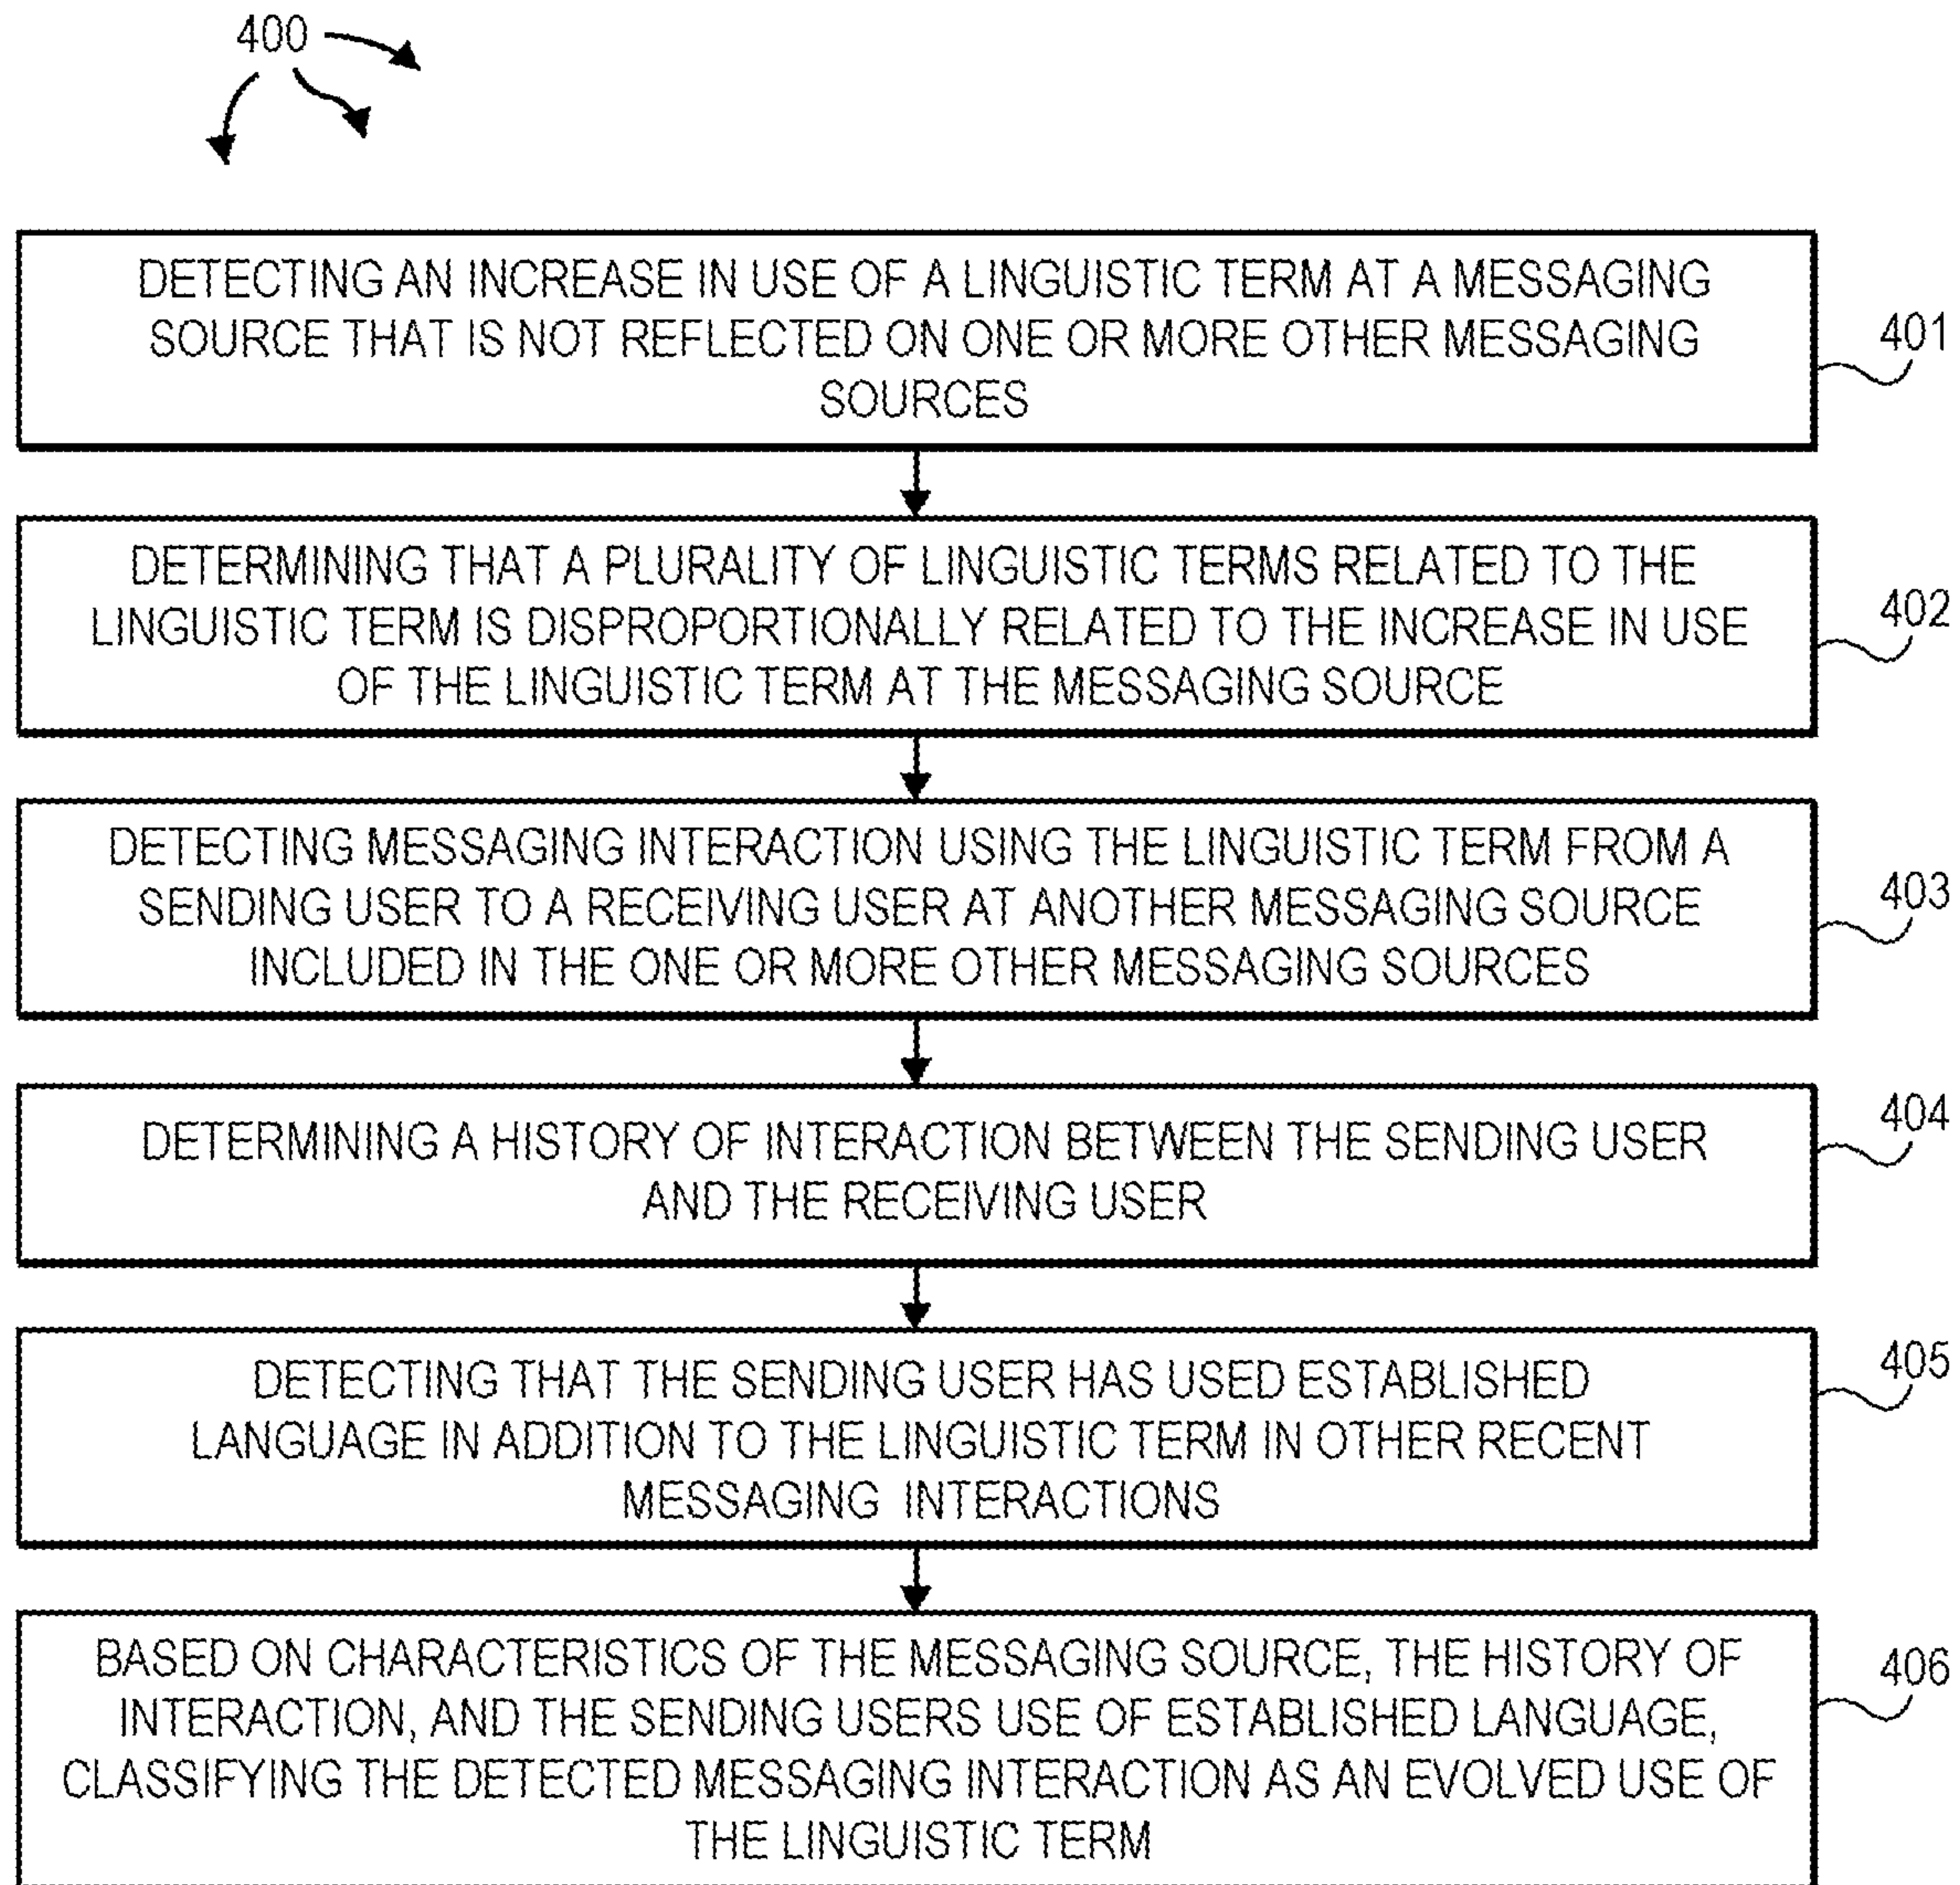 400
DETECTING AN INCREASE IN USE OF A LINGUISTIC TERM AT A MESSAGING
SOURCE THAT IS NOT REFLECTED ON ONE OR MORE OTHER MESSAGING
SOURCES
401
DETERMINING THAT A PLURALITY OF LINGUISTIC TERMS RELATED TO THE
LINGUISTIC TERM IS DISPROPORTIONALLY RELATED TO THE INCREASE IN USE
OF THE LINGUISTIC TERM AT THE MESSAGING SOURCE
402
DETECTING MESSAGING INTERACTION USING THE LINGUISTIC TERM FROM A
SENDING USER TO A RECEIVING USER AT ANOTHER MESSAGING SOURCE
INCLUDED IN THE ONE OR MORE OTHER MESSAGING SOURCES
403
DETERMINING A HISTORY OF INTERACTION BETWEEN THE SENDING USER
AND THE RECEIVING USER
404
DETECTING THAT THE SENDING USER HAS USED ESTABLISHED
LANGUAGE IN ADDITION TO THE LINGUISTIC TERM IN OTHER RECENT
MESSAGING INTERACTIONS
405
BASED ON CHARACTERISTICS OF THE MESSAGING SOURCE, THE HISTORY OF
INTERACTION, AND THE SENDING USERS USE OF ESTABLISHED LANGUAGE,
CLASSIFYING THE DETECTED MESSAGING INTERACTION AS AN EVOLVED USE OF
THE LINGUISTIC TERM
406